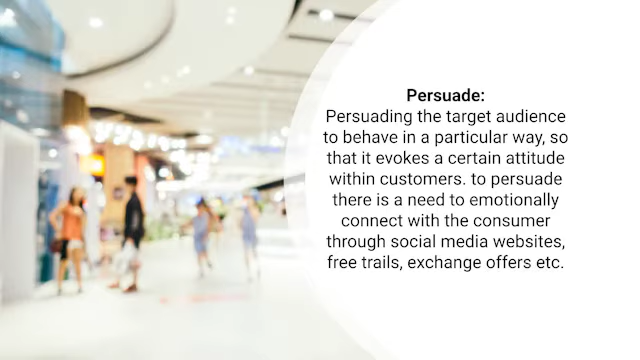 Persuade:
Persuading the target audience
to behave in a particular way, so
that it evokes a certain attitude
within customers. to persuade
there is a need to emotionally
connect with the consumer
through social media websites,
free trails, exchange offers etc.